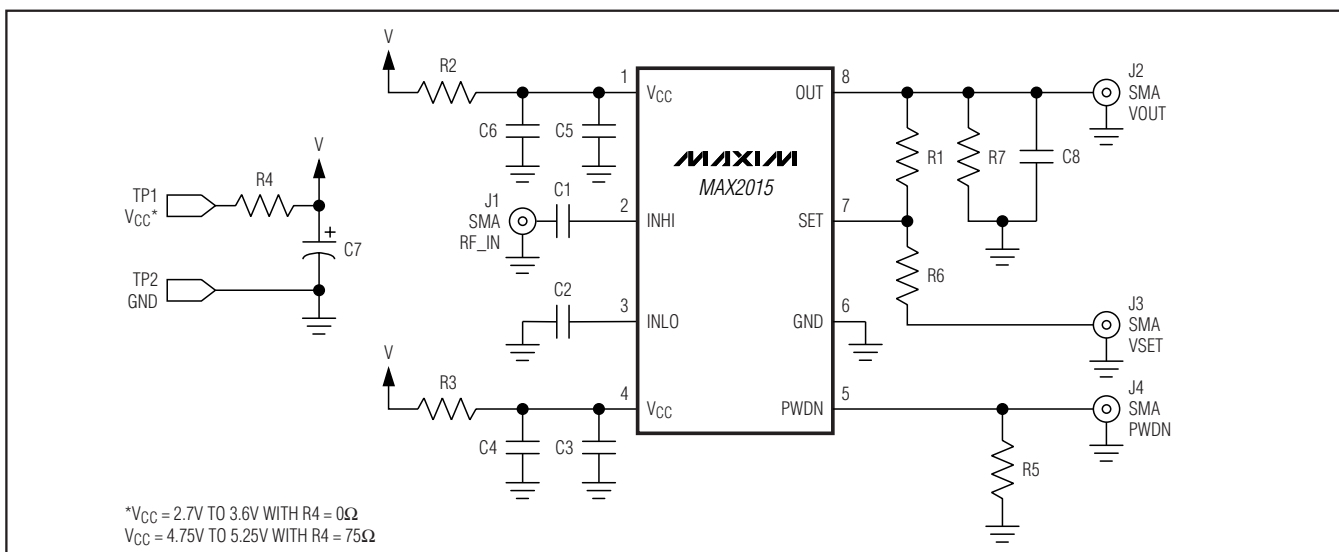 V
R2
1
VCC
C6
C5
V
R4
TP1
VCC*
C7
TP2
GND
J1
SMA
RF_IN
C1
2
INHI
C2
3
INLO
V
R3
4
VCC
C4
C3
MAXIM
MAX2015
8
OUT
R1
R7
C8
J2
SMA
VOUT
7
SET
R6
6
GND
J3
SMA
VSET
5
PWDN
J4
SMA
PWDN
R5
*VCC = 2.7V TO 3.6V WITH R4 = 0Ω
VCC = 4.75V TO 5.25V WITH R4 = 75Ω